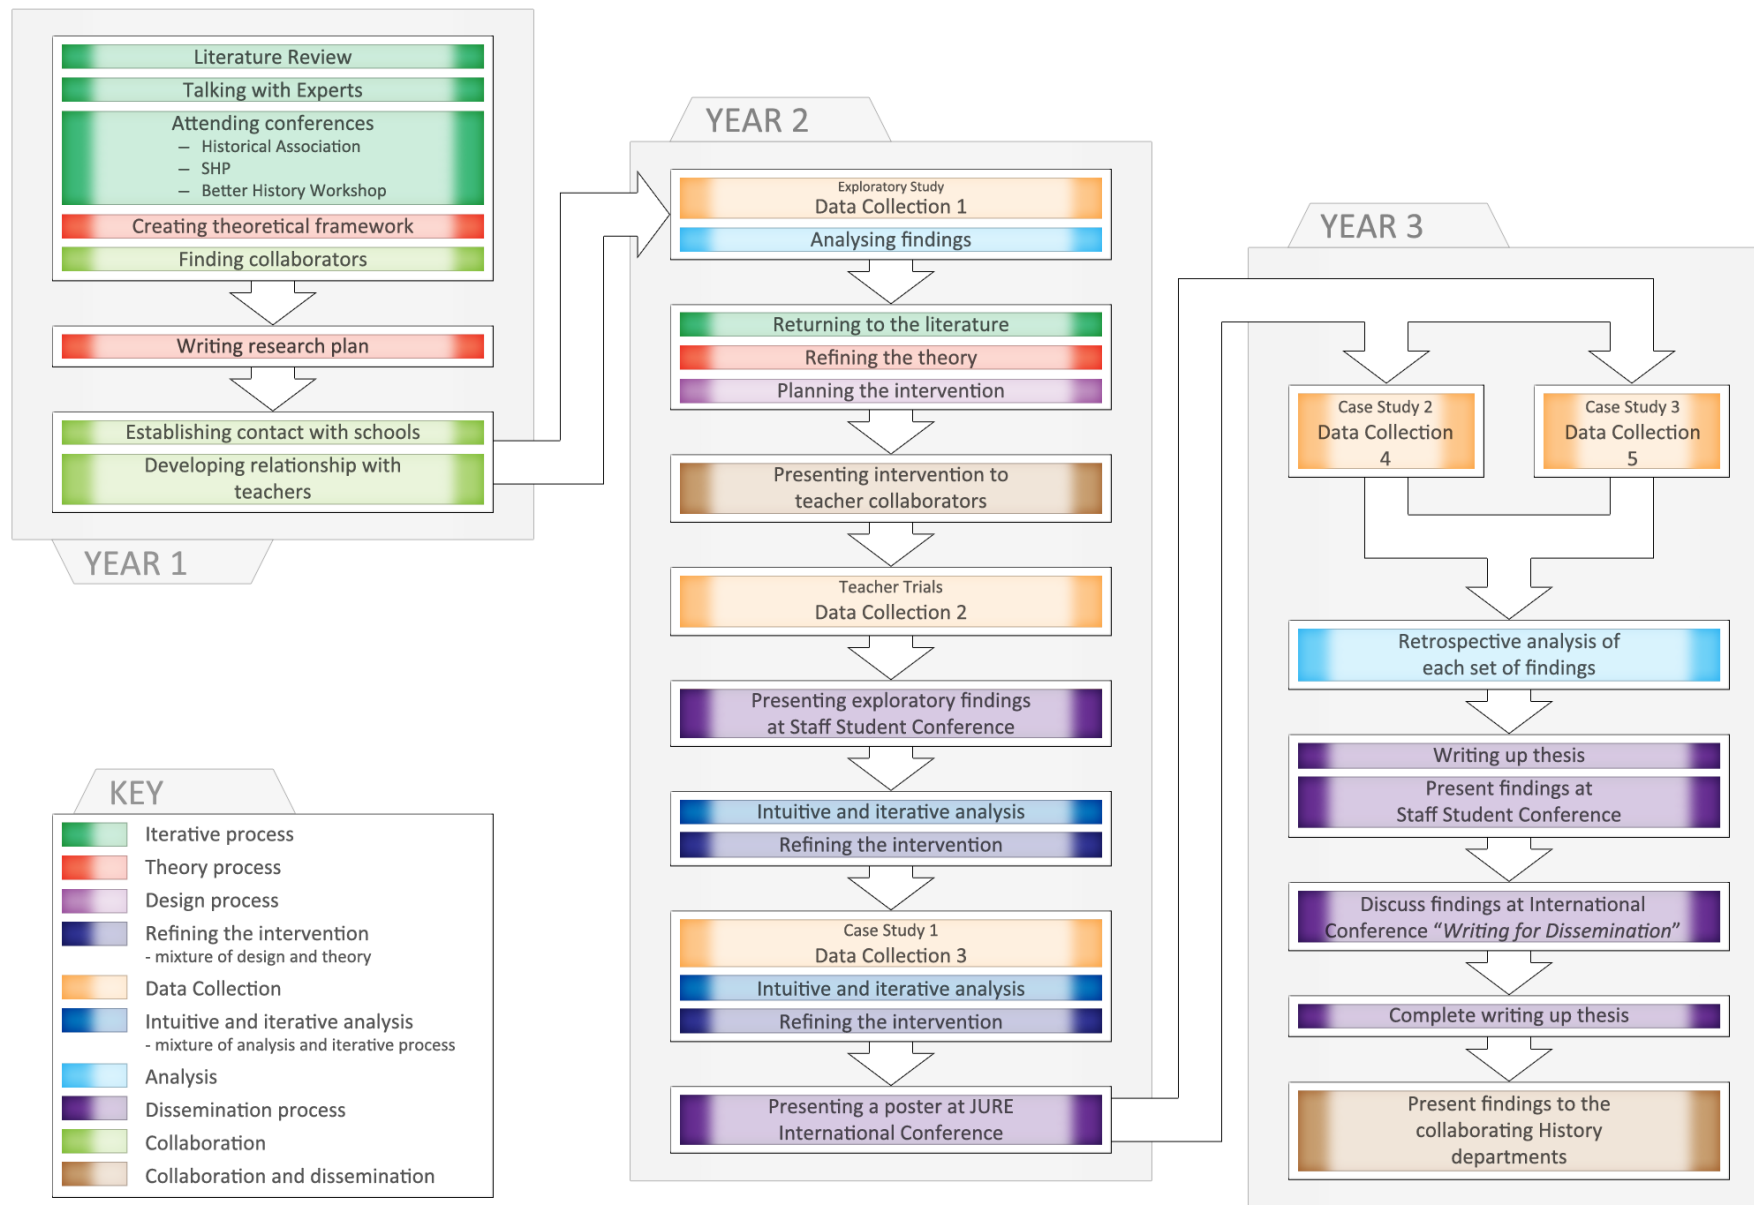 Literature Review
Talking with Experts
Attending conferences
– Historical Association
– SHP
– Better History Workshop
Creating theoretical framework
Finding collaborators
Writing research plan
Establishing contact with schools
Developing relationship with
teachers
YEAR 1
YEAR 2
Exploratory Study
Data Collection 1
Analysing findings
Returning to the literature
Refining the theory
Planning the intervention
Presenting intervention to
teacher collaborators
Teacher Trials
Data Collection 2
Presenting exploratory findings
at Staff Student Conference
Intuitive and iterative analysis
Refining the intervention
Case Study 1
Data Collection 3
Intuitive and iterative analysis
Refining the intervention
Presenting a poster at JURE
International Conference
YEAR 3
Case Study 2
Data Collection
4
Case Study 3
Data Collection
5
Retrospective analysis of
each set of findings
Writing up thesis
Present findings at
Staff Student Conference
Discuss findings at International
Conference “Writing for Dissemination”
Complete writing up thesis
Present findings to the
collaborating History
departments
KEY
Iterative process
Theory process
Design process
Refining the intervention
- mixture of design and theory
Data Collection
Intuitive and iterative analysis
- mixture of analysis and iterative process
Analysis
Dissemination process
Collaboration
Collaboration and dissemination